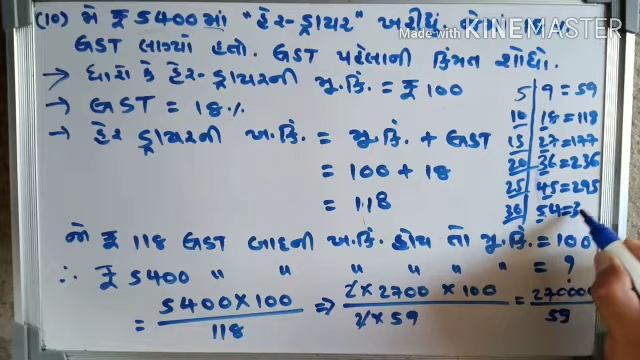 (10) મેં ₹ 5400 માં "હેર-ડ્રાયર" ખરીદ્યું.
Made with KINEMASTER
GST લાગ્યો હતો. GST પહેલાની કિંમત શોધો.
→ ધારો કે હેર-ડ્રાયરની મૂ.કિં. = ₹ 100
→ GST = 18%
→ હેર ડ્રાયરની ખ.કિં. = મૂ.કિં. + GST
= 100 + 18
= 118
5 | 9 = 59
10 | 18 = 118
15 | 27 = 177
20 | 36 = 236
25 | 45 = 295
30 | 54 = 3
જો ₹ 118 GST બાદની ખ.કિં. હોય તો મૂ.કિં. = 100
∴ ₹ 5400 " " " " " = ?
= 5400 × 100 / 118 ⇒ 2 × 2700 × 100 / 2 × 59 = 270000 / 59